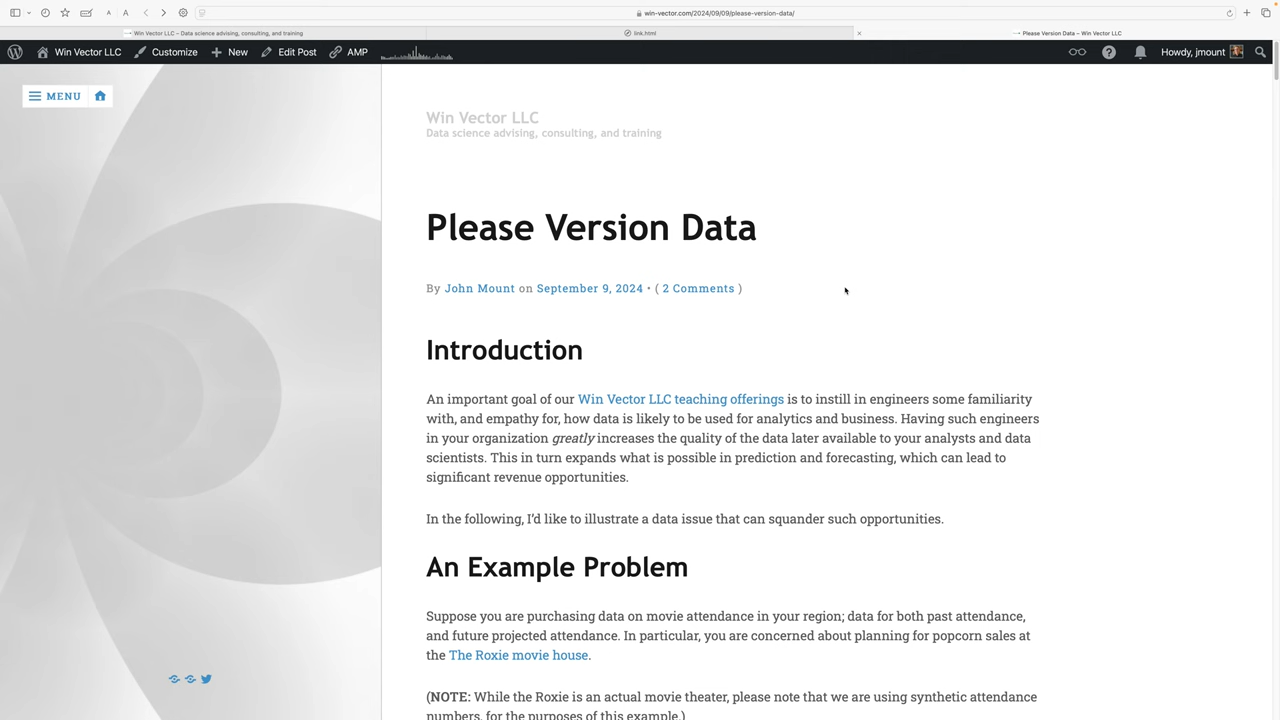 win-vector.com/2024/09/09/please-version-data/
Win Vector LLC – Data science advising, consulting, and training
link.html
Please Version Data – Win Vector LLC
Win Vector LLC
Customize
New
Edit Post
AMP
Howdy, jmount
MENU
Win Vector LLC
Data science advising, consulting, and training
Please Version Data
By John Mount on September 9, 2024 • ( 2 Comments )
Introduction
An important goal of our Win Vector LLC teaching offerings is to instill in engineers some familiarity
with, and empathy for, how data is likely to be used for analytics and business. Having such engineers
in your organization greatly increases the quality of the data later available to your analysts and data
scientists. This in turn expands what is possible in prediction and forecasting, which can lead to
significant revenue opportunities.
In the following, I’d like to illustrate a data issue that can squander such opportunities.
An Example Problem
Suppose you are purchasing data on movie attendance in your region; data for both past attendance,
and future projected attendance. In particular, you are concerned about planning for popcorn sales at
the The Roxie movie house.
(NOTE: While the Roxie is an actual movie theater, please note that we are using synthetic attendance
numbers, for the purposes of this example.)